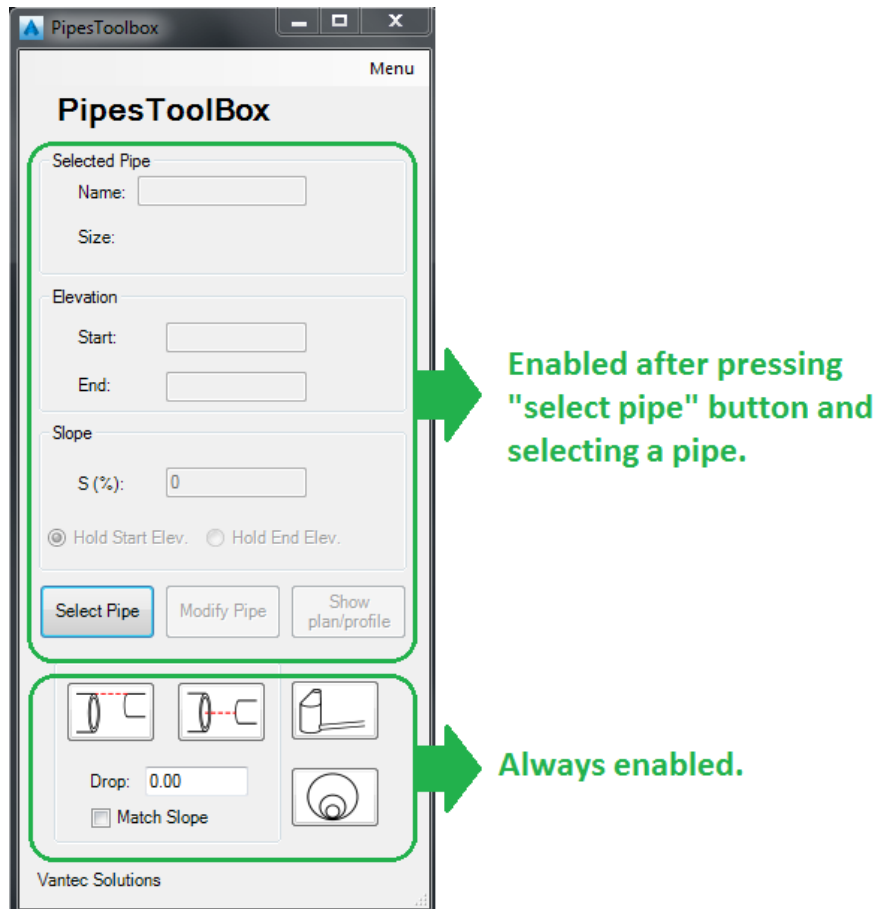 PipesToolbox
Menu
PipesToolBox
Selected Pipe
Name:
Size:
Elevation
Start:
End:
Enabled after pressing
"select pipe" button and
selecting a pipe.
Slope
S (%): 0
Hold Start Elev. Hold End Elev.
Select Pipe Modify Pipe Show
plan/profile
Drop: 0.00
Match Slope
Always enabled.
Vantec Solutions